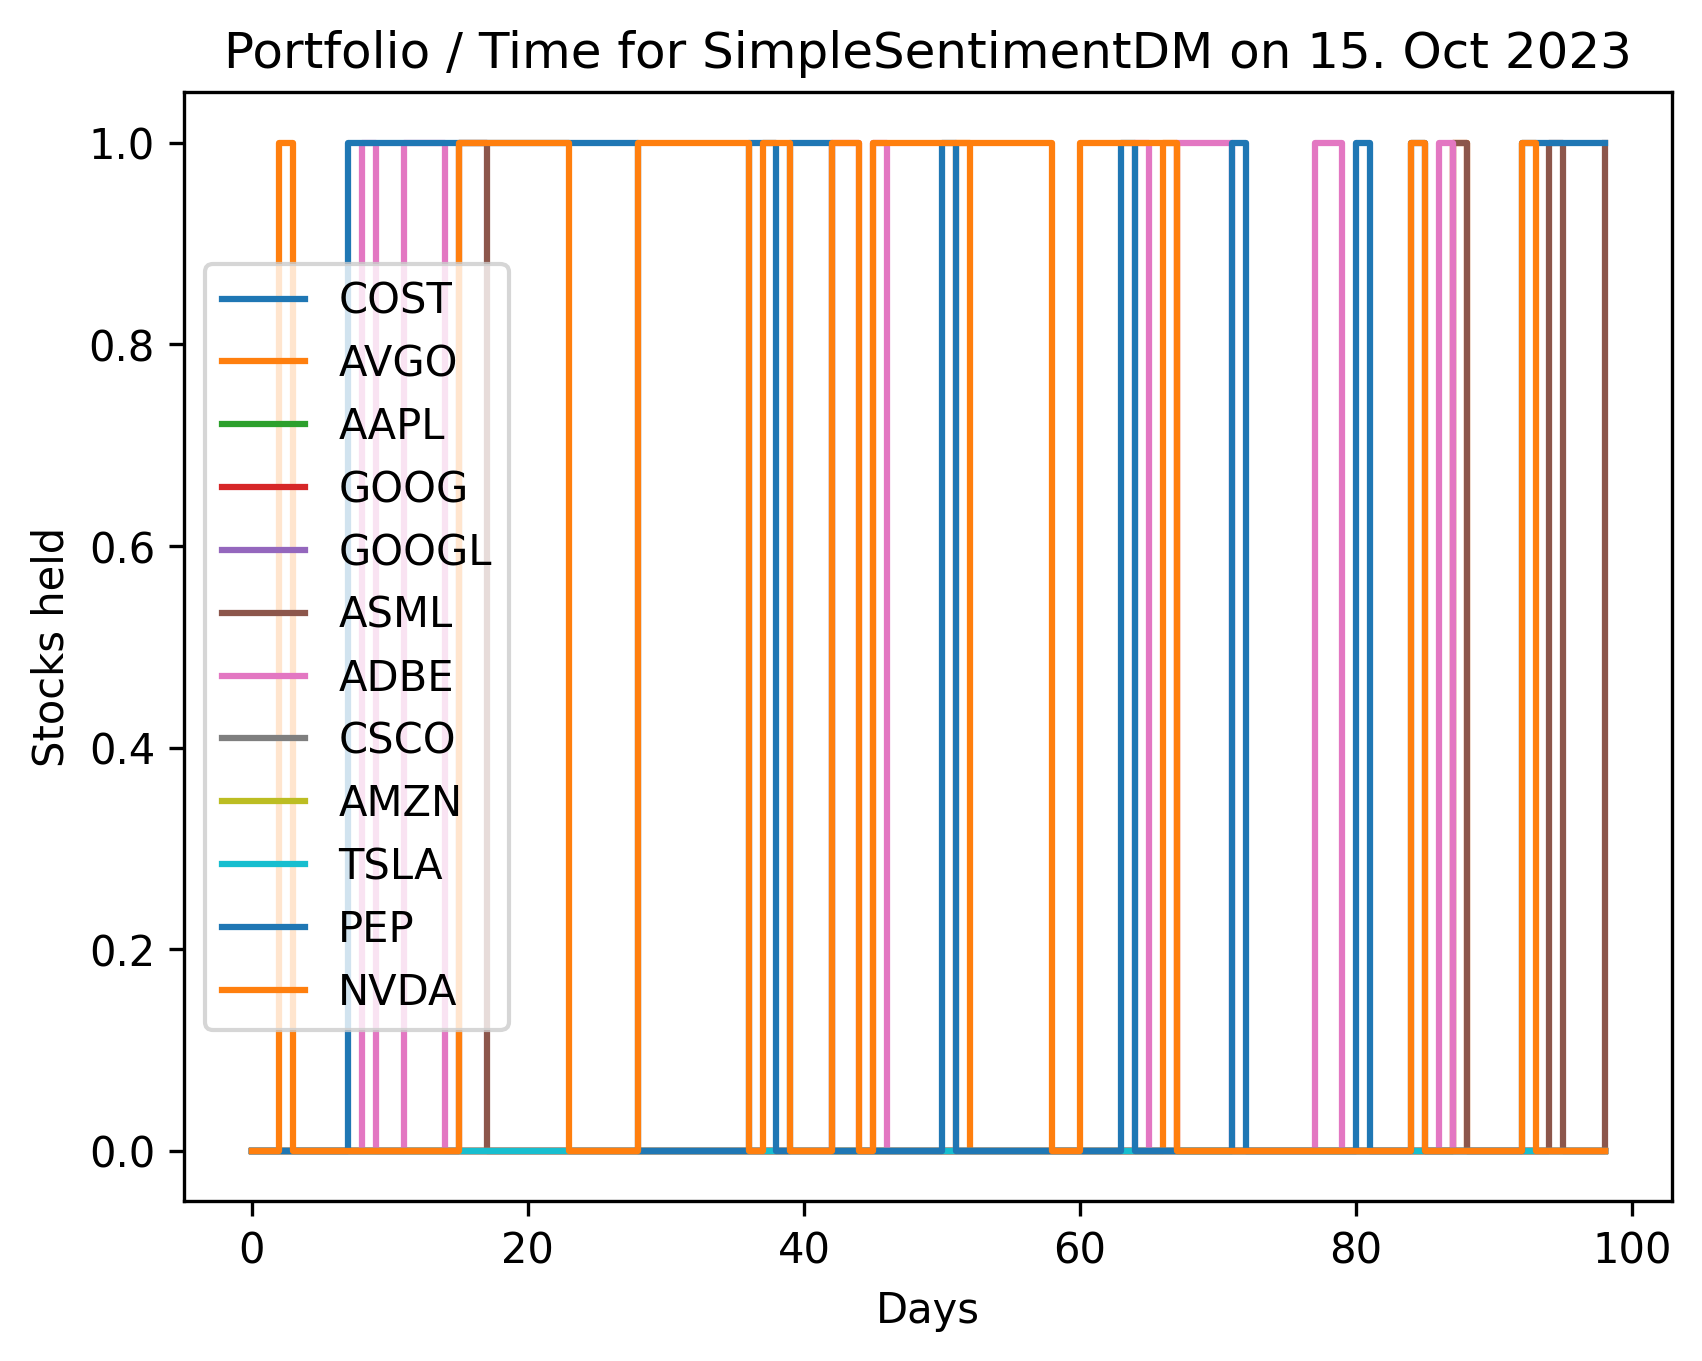 Portfolio / Time for SimpleSentimentDM on 15. Oct 2023
1.0
0.8
0.6
0.4
0.2
0.0
Stocks held
COST
AVGO
AAPL
GOOG
GOOGL
ASML
ADBE
CSCO
AMZN
TSLA
PEP
NVDA
0 20 40 60 80 100
Days